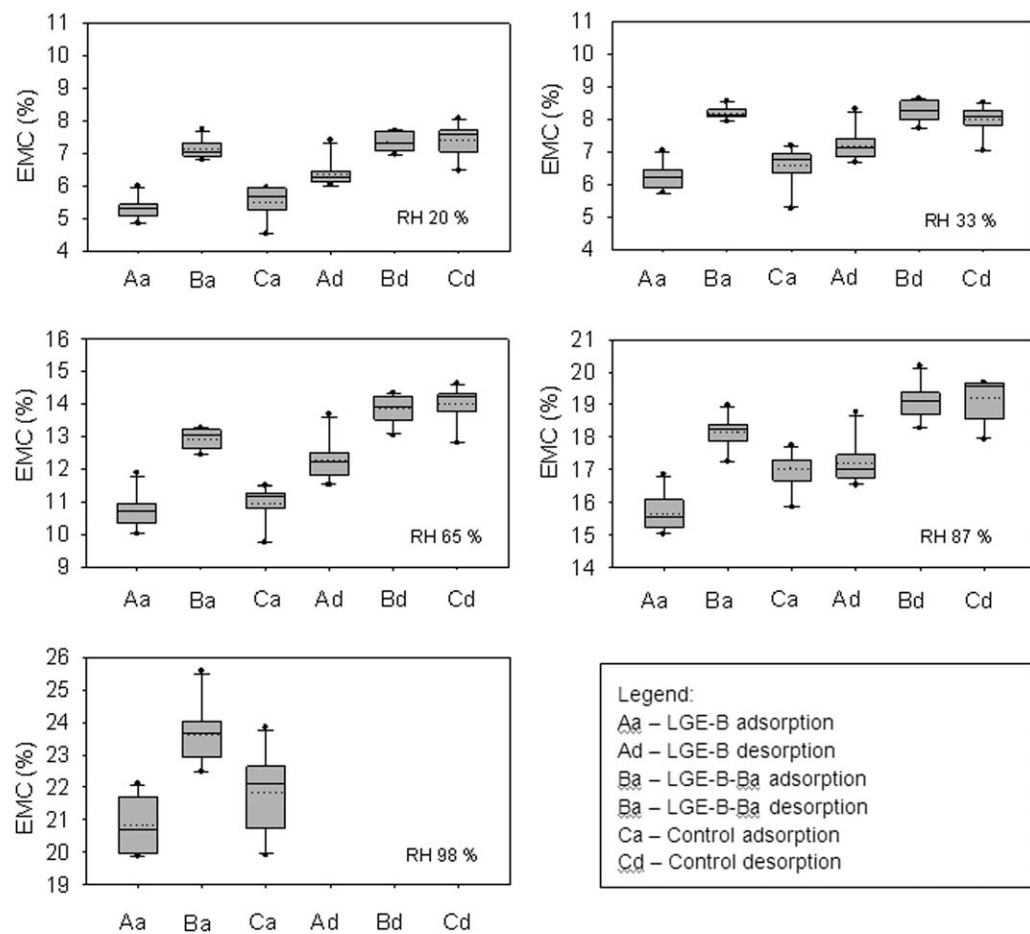 11
10
9
8
7
6
5
4
EMC (%)
RH 20 %
Aa Ba Ca Ad Bd Cd
11
10
9
8
7
6
5
4
EMC (%)
RH 33 %
Aa Ba Ca Ad Bd Cd
16
15
14
13
12
11
10
9
EMC (%)
RH 65 %
Aa Ba Ca Ad Bd Cd
21
20
19
18
17
16
15
14
EMC (%)
RH 87 %
Aa Ba Ca Ad Bd Cd
26
25
24
23
22
21
20
19
EMC (%)
RH 98 %
Aa Ba Ca Ad Bd Cd
Legend:
Aa – LGE-B adsorption
Ad – LGE-B desorption
Ba – LGE-B-Ba adsorption
Ba – LGE-B-Ba desorption
Ca – Control adsorption
Cd – Control desorption